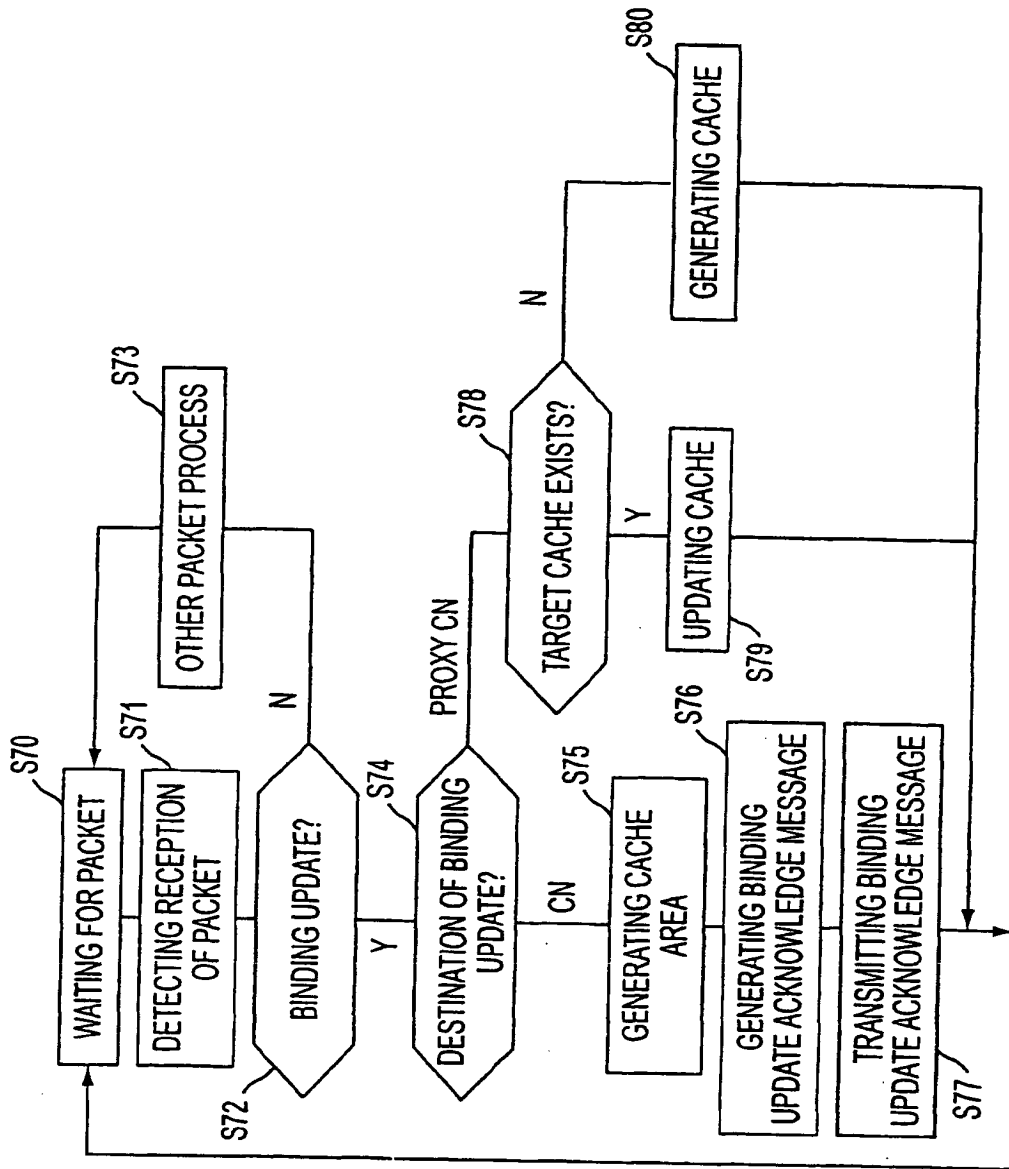 S70
WAITING FOR PACKET
S71
DETECTING RECEPTION
OF PACKET
S72
BINDING UPDATE?
N
S73
OTHER PACKET PROCESS
Y
S74
DESTINATION OF BINDING
UPDATE?
PROXY CN
CN
S75
GENERATING CACHE
AREA
S76
GENERATING BINDING
UPDATE ACKNOWLEDGE MESSAGE
TRANSMITTING BINDING
UPDATE ACKNOWLEDGE MESSAGE
S77
S78
TARGET CACHE EXISTS?
N
Y
UPDATING CACHE
S79
S80
GENERATING CACHE